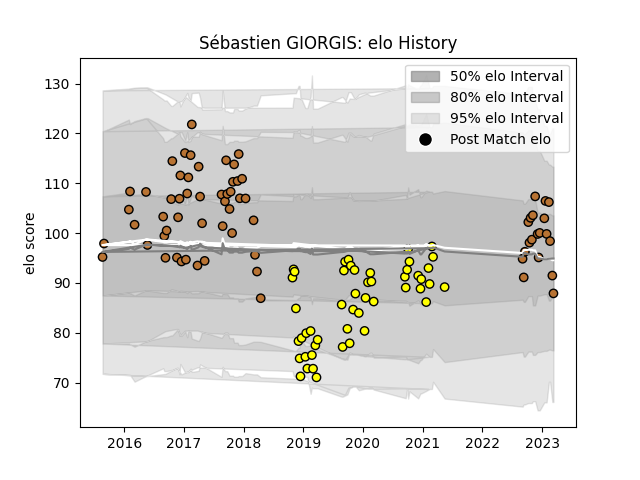 Sébastien GIORGIS: elo History
50% elo Interval
80% elo Interval
95% elo Interval
Post Match elo
elo score
130
120
110
100
90
80
70
2016
2017
2018
2019
2020
2021
2022
2023